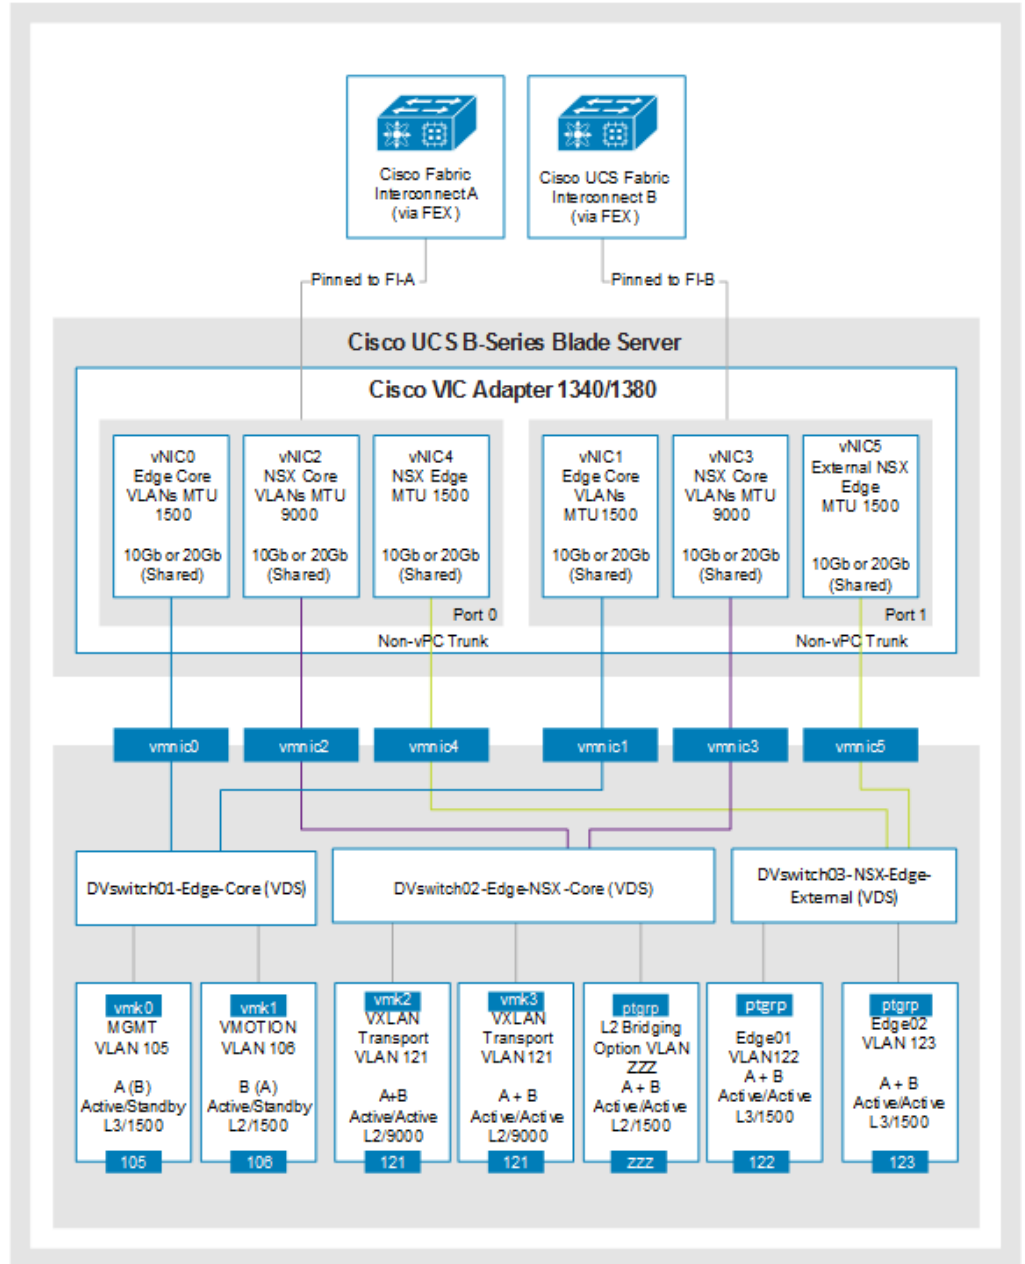 Cisco Fabric
Interconnect A
(via FEX)
Cisco UCS Fabric
Interconnect B
(via FEX)
Pinned to FI-A
Pinned to FI-B
Cisco UCS B-Series Blade Server
Cisco VIC Adapter 1340/1380
vNIC0
Edge Core
VLANs MTU
1500
10Gb or 20Gb
(Shared)
vNIC2
NSX Core
VLANs MTU
9000
10Gb or 20Gb
(Shared)
vNIC4
NSX Edge
MTU 1500
10Gb or 20Gb
(Shared)
Port 0
Non-vPC Trunk
vNIC1
Edge Core
VLANs
MTU 1500
10Gb or 20Gb
(Shared)
vNIC3
NSX Core
VLANs MTU
9000
10Gb or 20Gb
(Shared)
vNIC5
External NSX
Edge
MTU 1500
10Gb or 20Gb
(Shared)
Port 1
Non-vPC Trunk
vmnic0
vmnic2
vmnic4
vmnic1
vmnic3
vmnic5
DVswitch01-Edge-Core (VDS)
DVswitch02-Edge-NSX-Core (VDS)
DVswitch03-NSX-Edge-
External (VDS)
vmk0
MGMT
VLAN 105
A (B)
Active/Standby
L3/1500
105
vmk1
VMOTION
VLAN 106
B (A)
Active/Standby
L2/1500
106
vmk2
VXLAN
Transport
VLAN 121
A+B
Active/Active
L2/9000
121
vmk3
VXLAN
Transport
VLAN 121
A + B
Active/Active
L2/9000
121
ptgrp
L2 Bridging
Option VLAN
ZZZ
A + B
Active/Active
L2/1500
ZZZ
ptgrp
Edge01
VLAN122
A + B
Active/Active
L3/1500
122
ptgrp
Edge02
VLAN 123
A + B
Active/Active
L3/1500
123